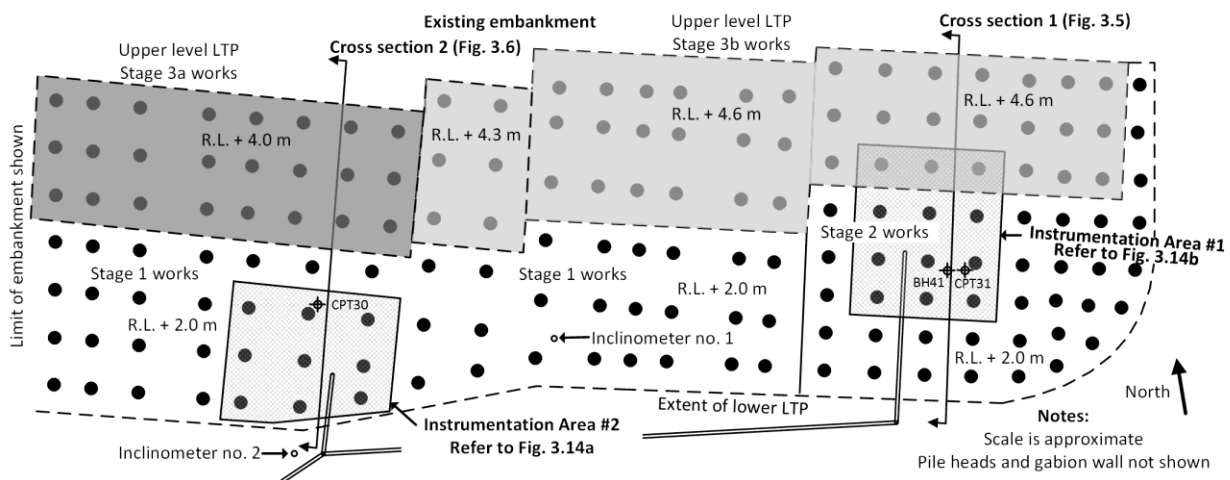 Existing embankment
Cross section 1 (Fig. 3.5)
Upper level LTP
Stage 3a works
Cross section 2 (Fig. 3.6)
Upper level LTP
Stage 3b works
R.L. + 4.0 m
R.L. + 4.3 m
R.L. + 4.6 m
R.L. + 4.6 m
Limit of embankment shown
Stage 1 works
R.L. + 2.0 m
CPT30
Stage 1 works
R.L. + 2.0 m
Stage 2 works
BH41
CPT31
Instrumentation Area #1
Refer to Fig. 3.14b
Inclinometer no. 1
R.L. + 2.0 m
North
Extent of lower LTP
Instrumentation Area #2
Refer to Fig. 3.14a
Inclinometer no. 2
Notes:
Scale is approximate
Pile heads and gabion wall not shown